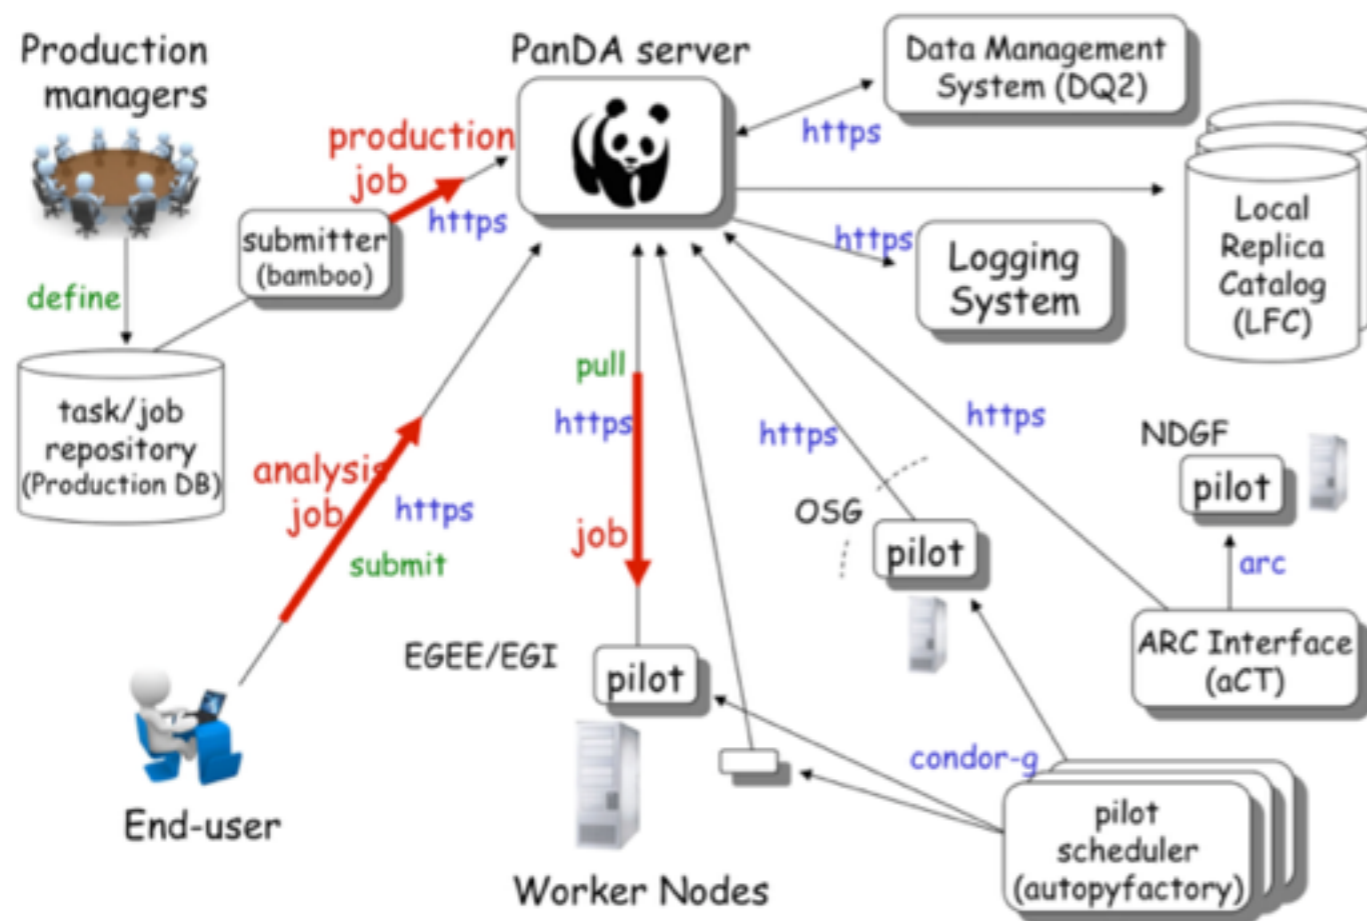 Production
managers
PanDA server
Data Management
System (DQ2)
https
production
job
https
submitter
(bamboo)
define
https
Logging
System
Local
Replica
Catalog
(LFC)
task/job
repository
(Production DB)
pull
https
analysis
job
https
submit
job
https
https
OSG
pilot
NDGF
pilot
arc
ARC Interface
(aCT)
EGEE/EGI
pilot
condor-g
pilot
scheduler
(autopyfactory)
End-user
Worker Nodes